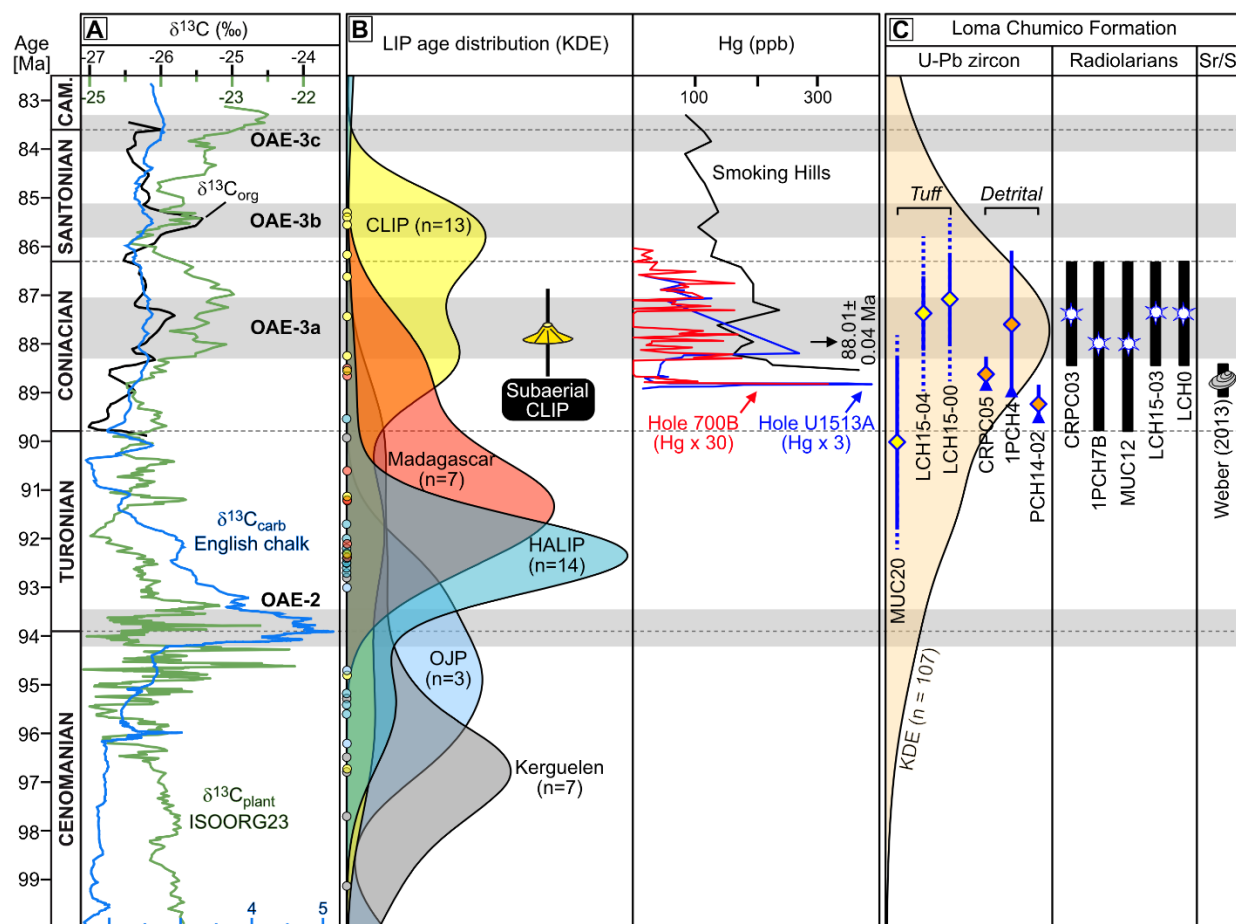 A
δ13C (‰)
B
LIP age distribution (KDE)
Hg (ppb)
C
Loma Chumico Formation
Age
[Ma]
-27
-26
-25
-24
-25
-23
-22
100
300
U-Pb zircon
Radiolarians
Sr/S
83
84
85
86
87
88
89
90
91
92
93
94
95
96
97
98
99
CAM.
SANTONIAN
CONIACIAN
TURONIAN
CENOMANIAN
OAE-3c
δ13Corg
OAE-3b
OAE-3a
δ13Ccarb
English chalk
OAE-2
δ13Cplant
ISOORG23
4
5
CLIP (n=13)
Subaerial
CLIP
Madagascar
(n=7)
HALIP
(n=14)
OJP
(n=3)
Kerguelen
(n=7)
Smoking Hills
88.01±
0.04 Ma
Hole 700B
(Hg x 30)
Hole U1513A
(Hg x 3)
Tuff
Detrital
MUC20
LCH15-04
LCH15-00
CRPC05
1PCH4
PCH14-02
KDE (n = 107)
CRPC03
1PCH7B
MUC12
LCH15-03
LCH0
Weber (2013)